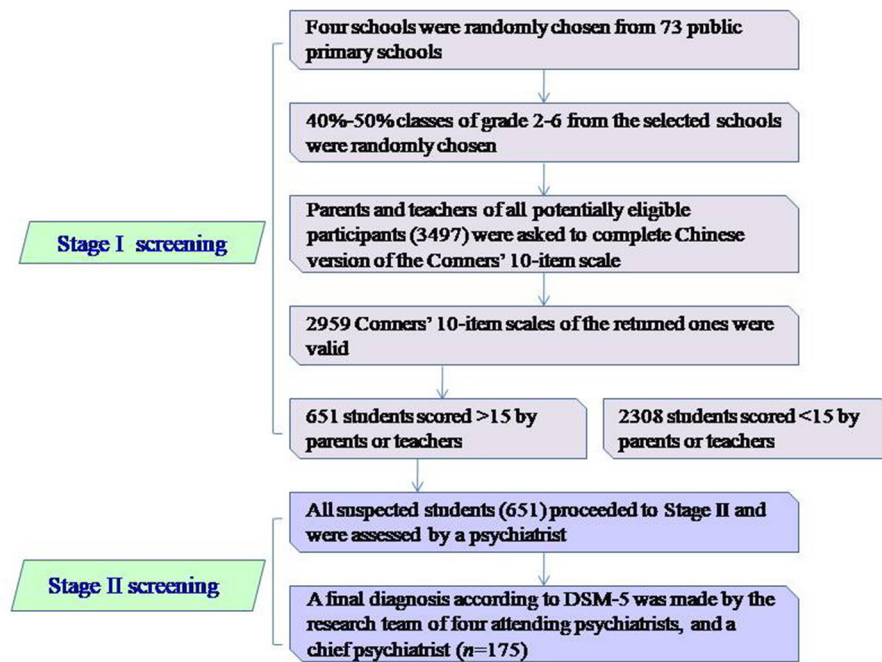 Four schools were randomly chosen from 73 public
primary schools
40%-50% classes of grade 2-6 from the selected schools
were randomly chosen
Stage I screening
Parents and teachers of all potentially eligible
participants (3497) were asked to complete Chinese
version of the Conners' 10-item scale
2959 Conners' 10-item scales of the returned ones were
valid
651 students scored >15 by
parents or teachers
2308 students scored <15 by
parents or teachers
All suspected students (651) proceeded to Stage II and
were assessed by a psychiatrist
Stage II screening
A final diagnosis according to DSM-5 was made by the
research team of four attending psychiatrists, and a
chief psychiatrist (n=175)